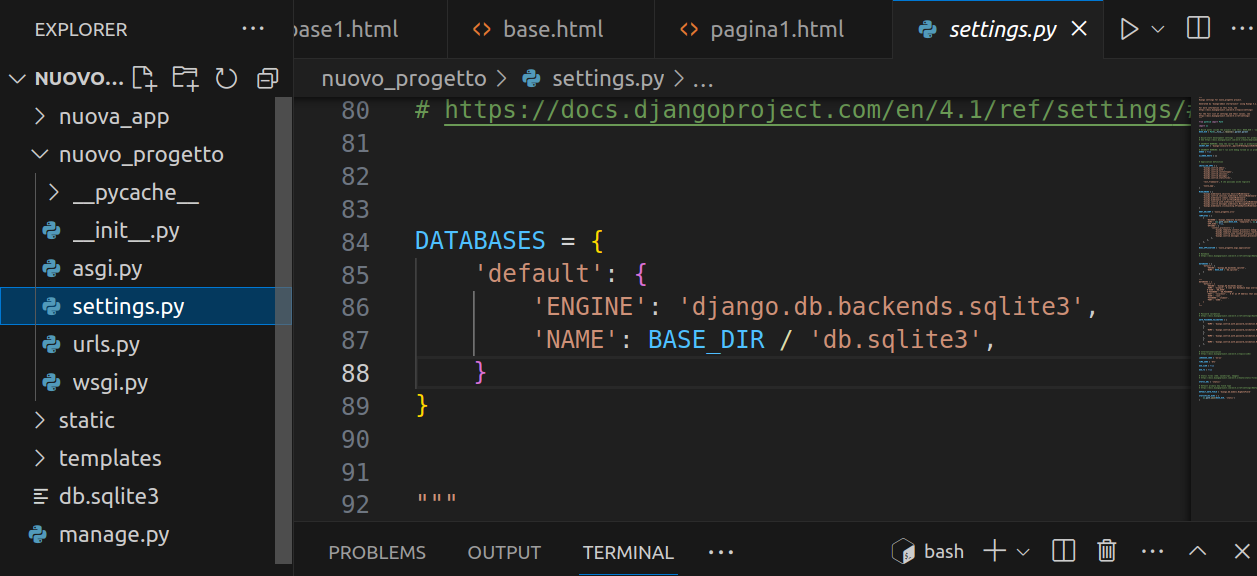 EXPLORER
NUOVO...
nuova_app
nuovo_progetto
__pycache__
__init__.py
asgi.py
settings.py
urls.py
wsgi.py
static
templates
db.sqlite3
manage.py
base1.html
base.html
pagina1.html
settings.py
nuovo_progetto > settings.py > ...
80 # https://docs.djangoproject.com/en/4.1/ref/settings/#
81
82
83
84 DATABASES = {
85     'default': {
86         'ENGINE': 'django.db.backends.sqlite3',
87         'NAME': BASE_DIR / 'db.sqlite3',
88     }
89 }
90
91
92 """
PROBLEMS OUTPUT TERMINAL ... bash